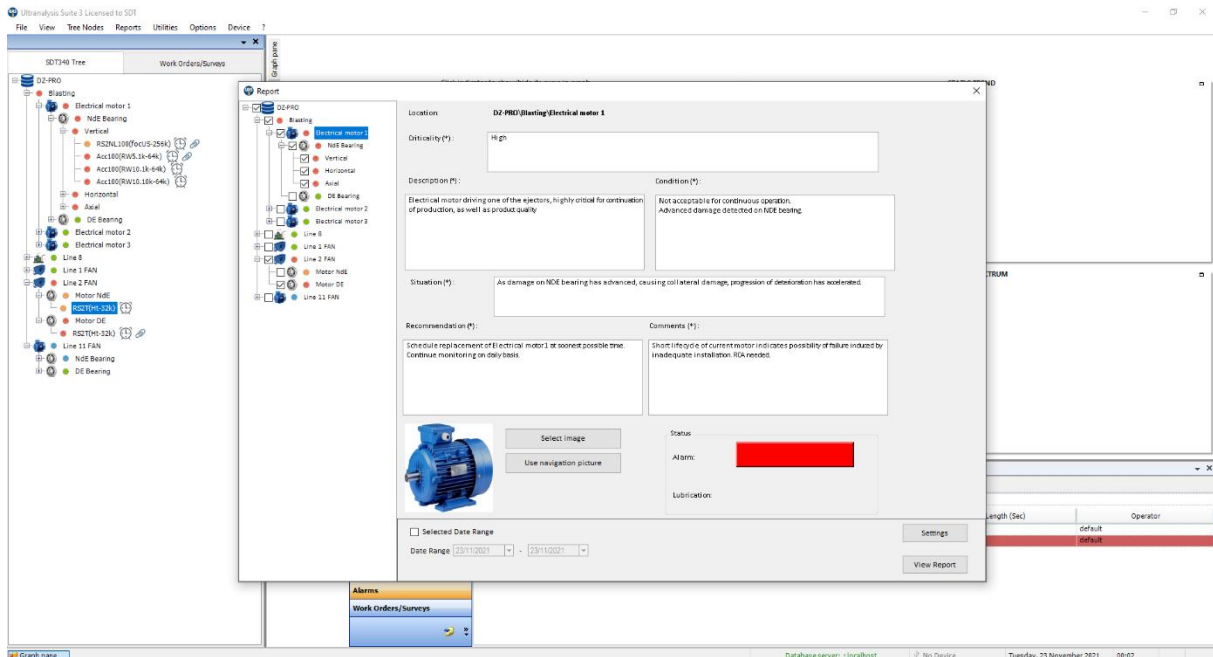 Ultranalysis Suite 3 Licensed to SDT
File View Tree Nodes Reports Utilities Options Device ?
SDT340 Tree
Work Orders/Surveys
DZ-PRO
Blasting
Electrical motor 1
NdE Bearing
Vertical
RS2NL100(focUS-256k)
Acc100(RW5.1k-64k)
Acc100(RW10.1k-64k)
Acc100(RW10.10k-64k)
Horizontal
Axial
DE Bearing
Electrical motor 2
Electrical motor 3
Line 8
Line 1 FAN
Line 2 FAN
Motor NdE
RS2T(Ht-32k)
Motor DE
RS2T(Ht-32k)
Line 11 FAN
NdE Bearing
DE Bearing
Graph pane
Report
DZ-PRO
Blasting
Electrical motor 1
NdE Bearing
Vertical
Horizontal
Axial
DE Bearing
Electrical motor 2
Electrical motor 3
Line 8
Line 1 FAN
Line 2 FAN
Motor NdE
Motor DE
Line 11 FAN
Location
DZ-PRO\Blasting\Electrical motor 1
Criticality(*) :
High
Description (*) :
Electrical motor driving one of the ejectors, highly critical for continuation
of production, as well as product quality
Condition (*) :
Not acceptable for continuous operation.
Advanced damage detected on NDE bearing.
Situation (*) :
As damage on NDE bearing has advanced, causing collateral damage, progression of deterioration has accelerated.
Recommendation (*) :
Schedule replacement of Electrical motor1 at soonest possible time.
Continue monitoring on daily basis.
Comments (*) :
Short lifecycle of current motor indicates possibility of failure induced by
inadequate installation. RCA needed.
Select image
Use navigation picture
Status
Alarm:
Lubrication:
Selected Date Range
Date Range 23/11/2021 - 23/11/2021
Settings
View Report
Length (Sec)
Operator
default
default
Alarms
Work Orders/Surveys
Graph pane
Database server: : localhost
No Device
Tuesday, 23 November 2021
00:02